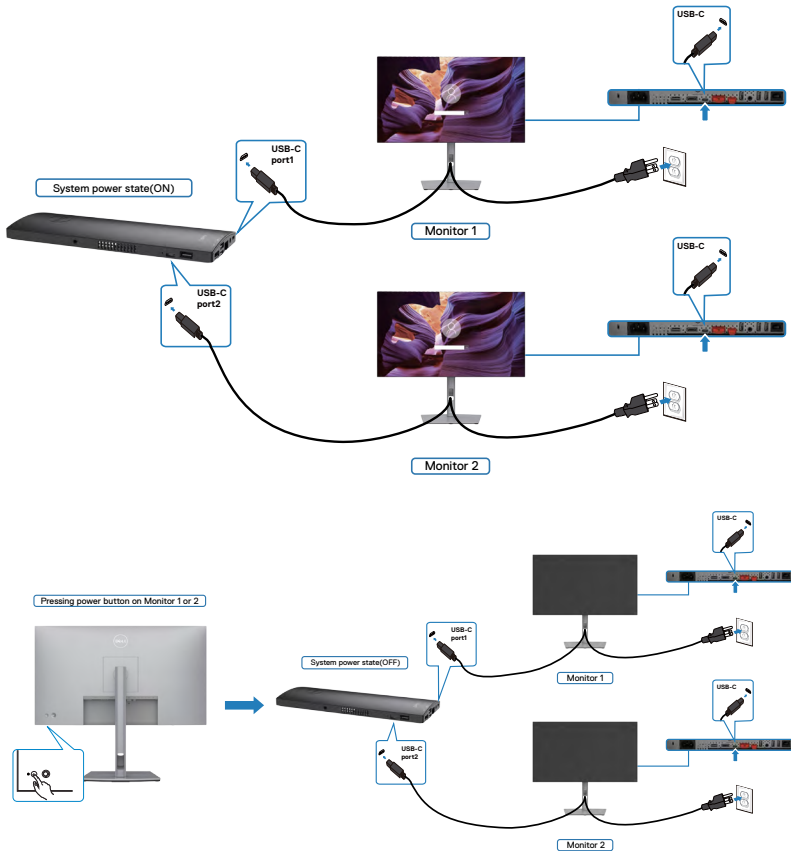 USB-C
USB-C
port1
System power state(ON)
Monitor 1
USB-C
USB-C
port2
Monitor 2
USB-C
Pressing power button on Monitor 1 or 2
USB-C
port1
System power state(OFF)
Monitor 1
DELL
USB-C
USB-C
port2
Monitor 2